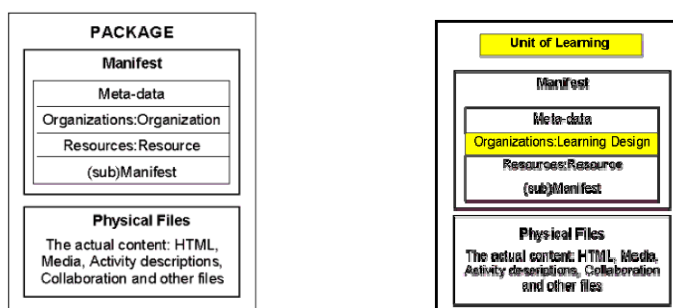 PACKAGE
Manifest
Meta-data
Organizations:Organization
Resources:Resource
(sub)Manifest
Physical Files
The actual content: HTML,
Media, Activity descriptions,
Collaboration and other files
Unit of Learning
Manifest
Meta-data
Organizations:Learning Design
Resources:Resource
(sub)Manifest
Physical Files
The actual content: HTML, Media,
Activity descriptions, Collaboration
and other files